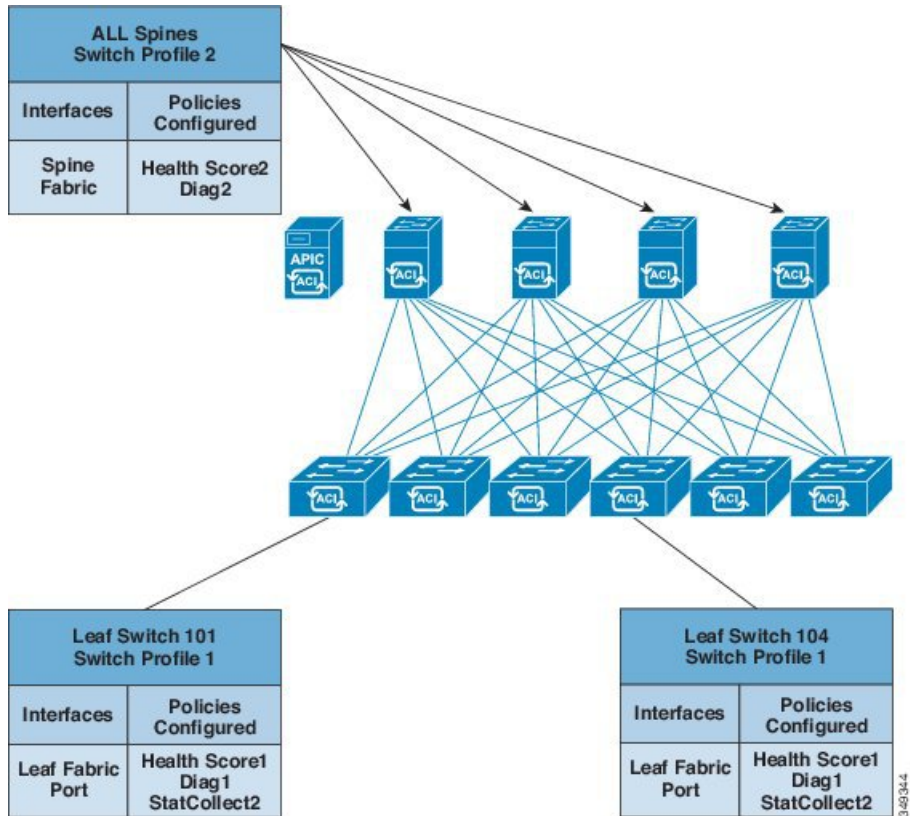 ALL Spines
Switch Profile 2
Interfaces
Policies
Configured
Spine
Fabric
Health Score2
Diag2
APIC
ACI
ACI
ACI
ACI
ACI
ACI
ACI
ACI
ACI
ACI
ACI
Leaf Switch 101
Switch Profile 1
Interfaces
Policies
Configured
Leaf Fabric
Port
Health Score1
Diag1
StatCollect2
Leaf Switch 104
Switch Profile 1
Interfaces
Policies
Configured
Leaf Fabric
Port
Health Score1
Diag1
StatCollect2
349344